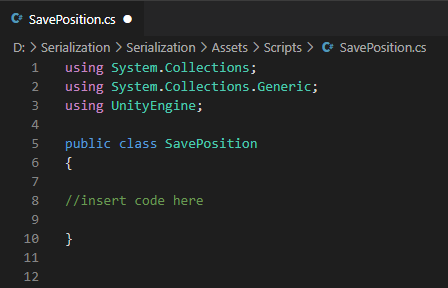 SavePosition.cs
D: > Serialization > Serialization > Assets > Scripts > SavePosition.cs
1 using System.Collections;
2 using System.Collections.Generic;
3 using UnityEngine;
4
5 public class SavePosition
6 {
7
8 //insert code here
9
10 }
11
12